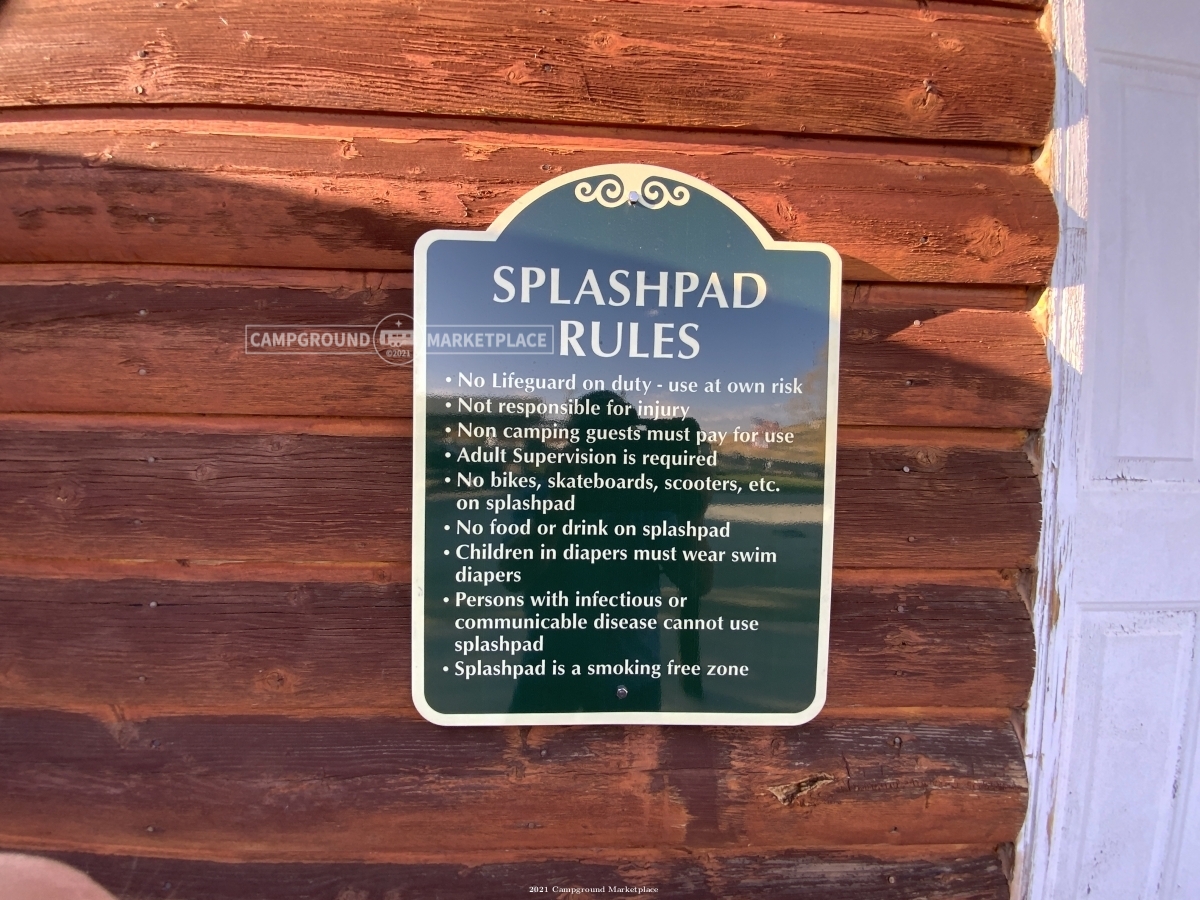 SPLASHPAD
RULES
CAMPGROUND MARKETPLACE
©2021
• No Lifeguard on duty - use at own risk
• Not responsible for injury
• Non camping guests must pay for use
• Adult Supervision is required
• No bikes, skateboards, scooters, etc.
on splashpad
• No food or drink on splashpad
• Children in diapers must wear swim
diapers
• Persons with infectious or
communicable disease cannot use
splashpad
• Splashpad is a smoking free zone
2021 Campground Marketplace